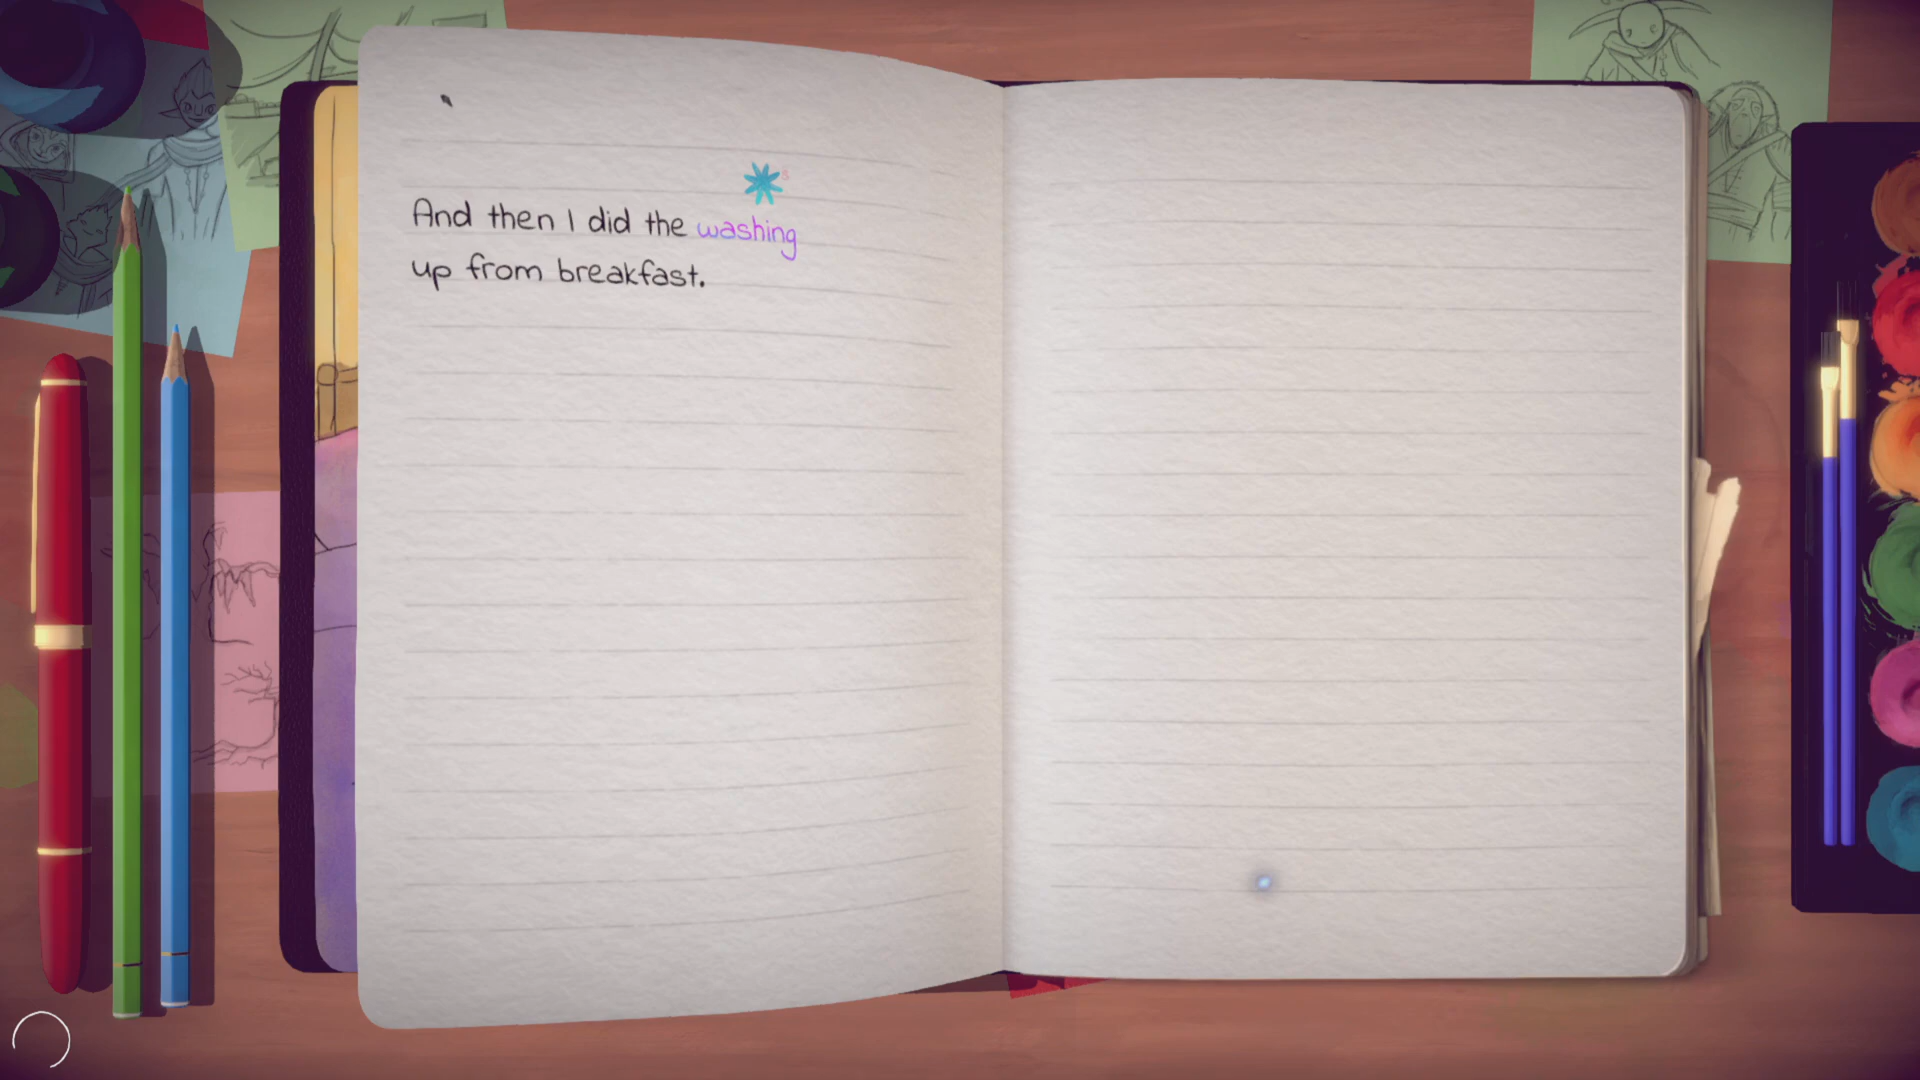 And then I did the washing
up from breakfast.